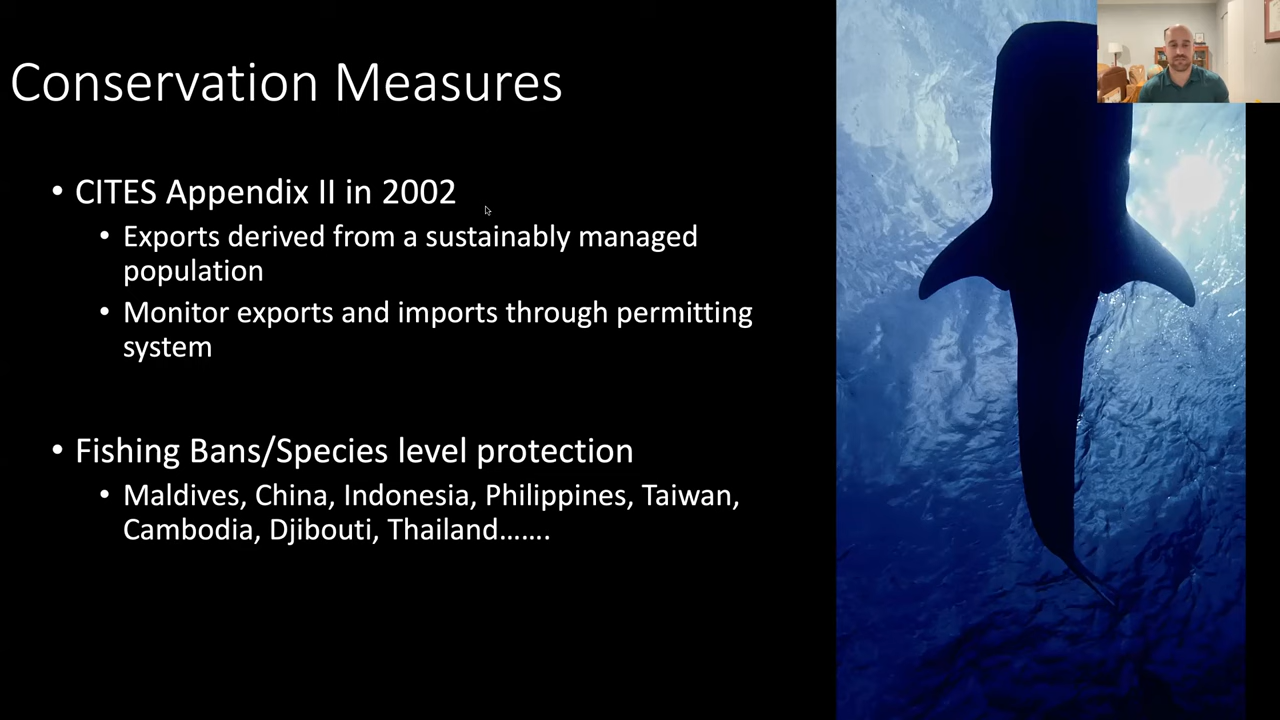 Conservation Measures
• CITES Appendix II in 2002
• Exports derived from a sustainably managed
population
• Monitor exports and imports through permitting
system
• Fishing Bans/Species level protection
• Maldives, China, Indonesia, Philippines, Taiwan,
Cambodia, Djibouti, Thailand…….